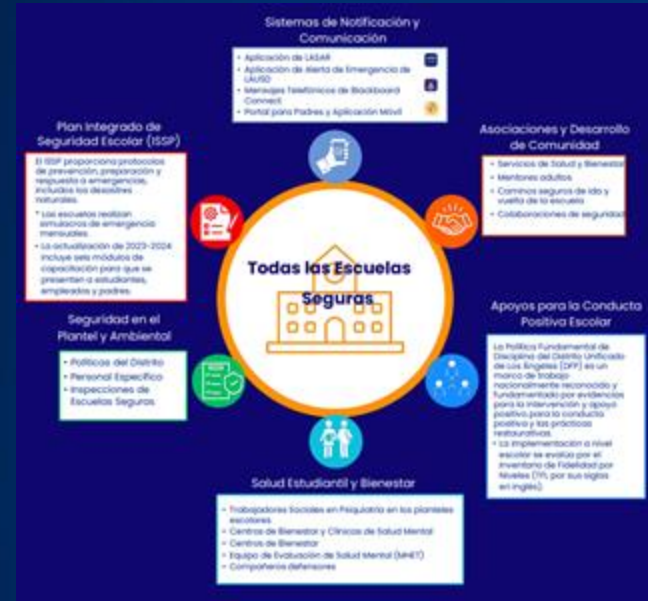 Sistemas de Notificación y
Comunicación
• Aplicación de LASAR
• Aplicación de Alerta de Emergencia de
LAUSD
• Mensajes Telefónicos de Blackboard
Connect
• Portal para Padres y Aplicación Móvil
Plan Integrado de
Seguridad Escolar (ISSP)
El ISSP proporciona protocolos
de prevención, preparación y
respuesta a emergencias,
incluidos los desastres
naturales.
* Las escuelas realizan
simulacros de emergencia
mensuales.
• La actualización de 2023-2024
incluye seis módulos de
capacitación para que se
presenten a estudiantes,
empleados y padres.
Asociaciones y Desarrollo
de Comunidad
• Servicios de Salud y Bienestar
• Mentores adultos
• Caminos seguros de ida y
vuelta de la escuela
• Colaboraciones de seguridad
Todas las Escuelas
Seguras
Seguridad en el
Plantel y Ambiental
• Políticas del Distrito
• Personal Específico
• Inspecciones de
Escuelas Seguras
Apoyos para la Conducta
Positiva Escolar
La Política Fundamental de
Disciplina del Distrito Unificado
de Los Ángeles (DFP) es un
marco de trabajo
nacionalmente reconocido y
fundamentado por evidencias
para la intervención y apoyo
positivo para la conducta
positiva y las prácticas
restaurativas.
• La implementación a nivel
escolar se evalúa por el
Inventario de Fidelidad por
Niveles (TFI, por sus siglas
en inglés)
Salud Estudiantil y Bienestar
• Trabajadores Sociales en Psiquiatría en los planteles
escolares
• Centros de Bienestar y Clínicas de Salud Mental
• Centros de Bienestar
• Equipo de Evaluación de Salud Mental (MHET)
• Compañeros defensores